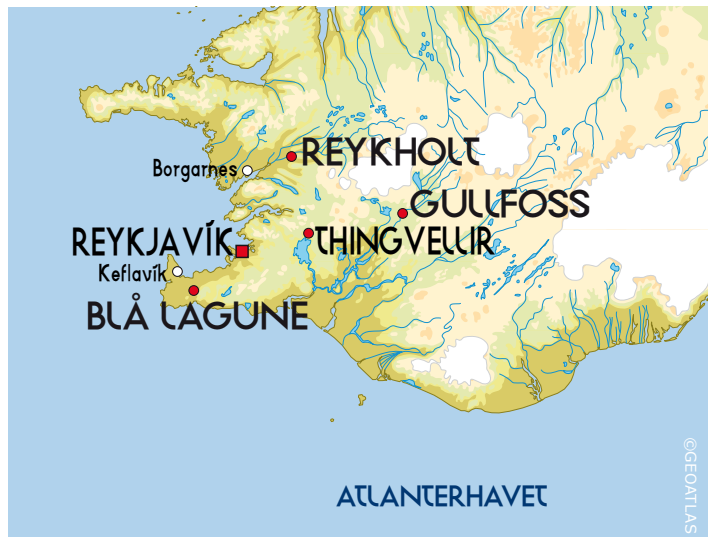 REYKHOLT
Borgarnes
GULLFOSS
REYKJAVÍK
THINGVELLIR
Keflavík
BLÅ LAGUNE
ATLANTERHAVET
©GEOATLAS